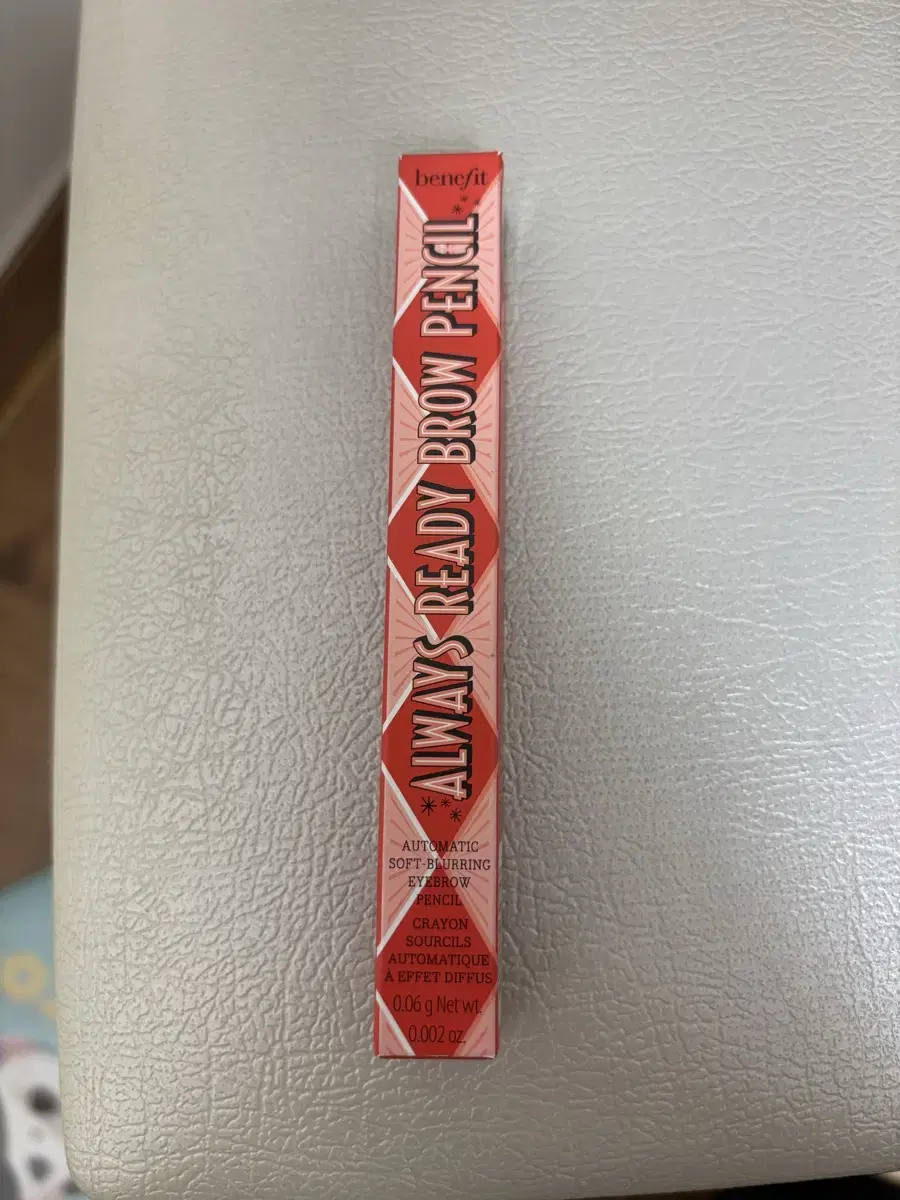 benefit
ALWAYS READY BROW PENCIL
AUTOMATIC
SOFT-BLURRING
EYEBROW
PENCIL
CRAYON
SOURCILS
AUTOMATIQUE
À EFFET DIFFUS
0.06 g Net wt.
0.002 oz.